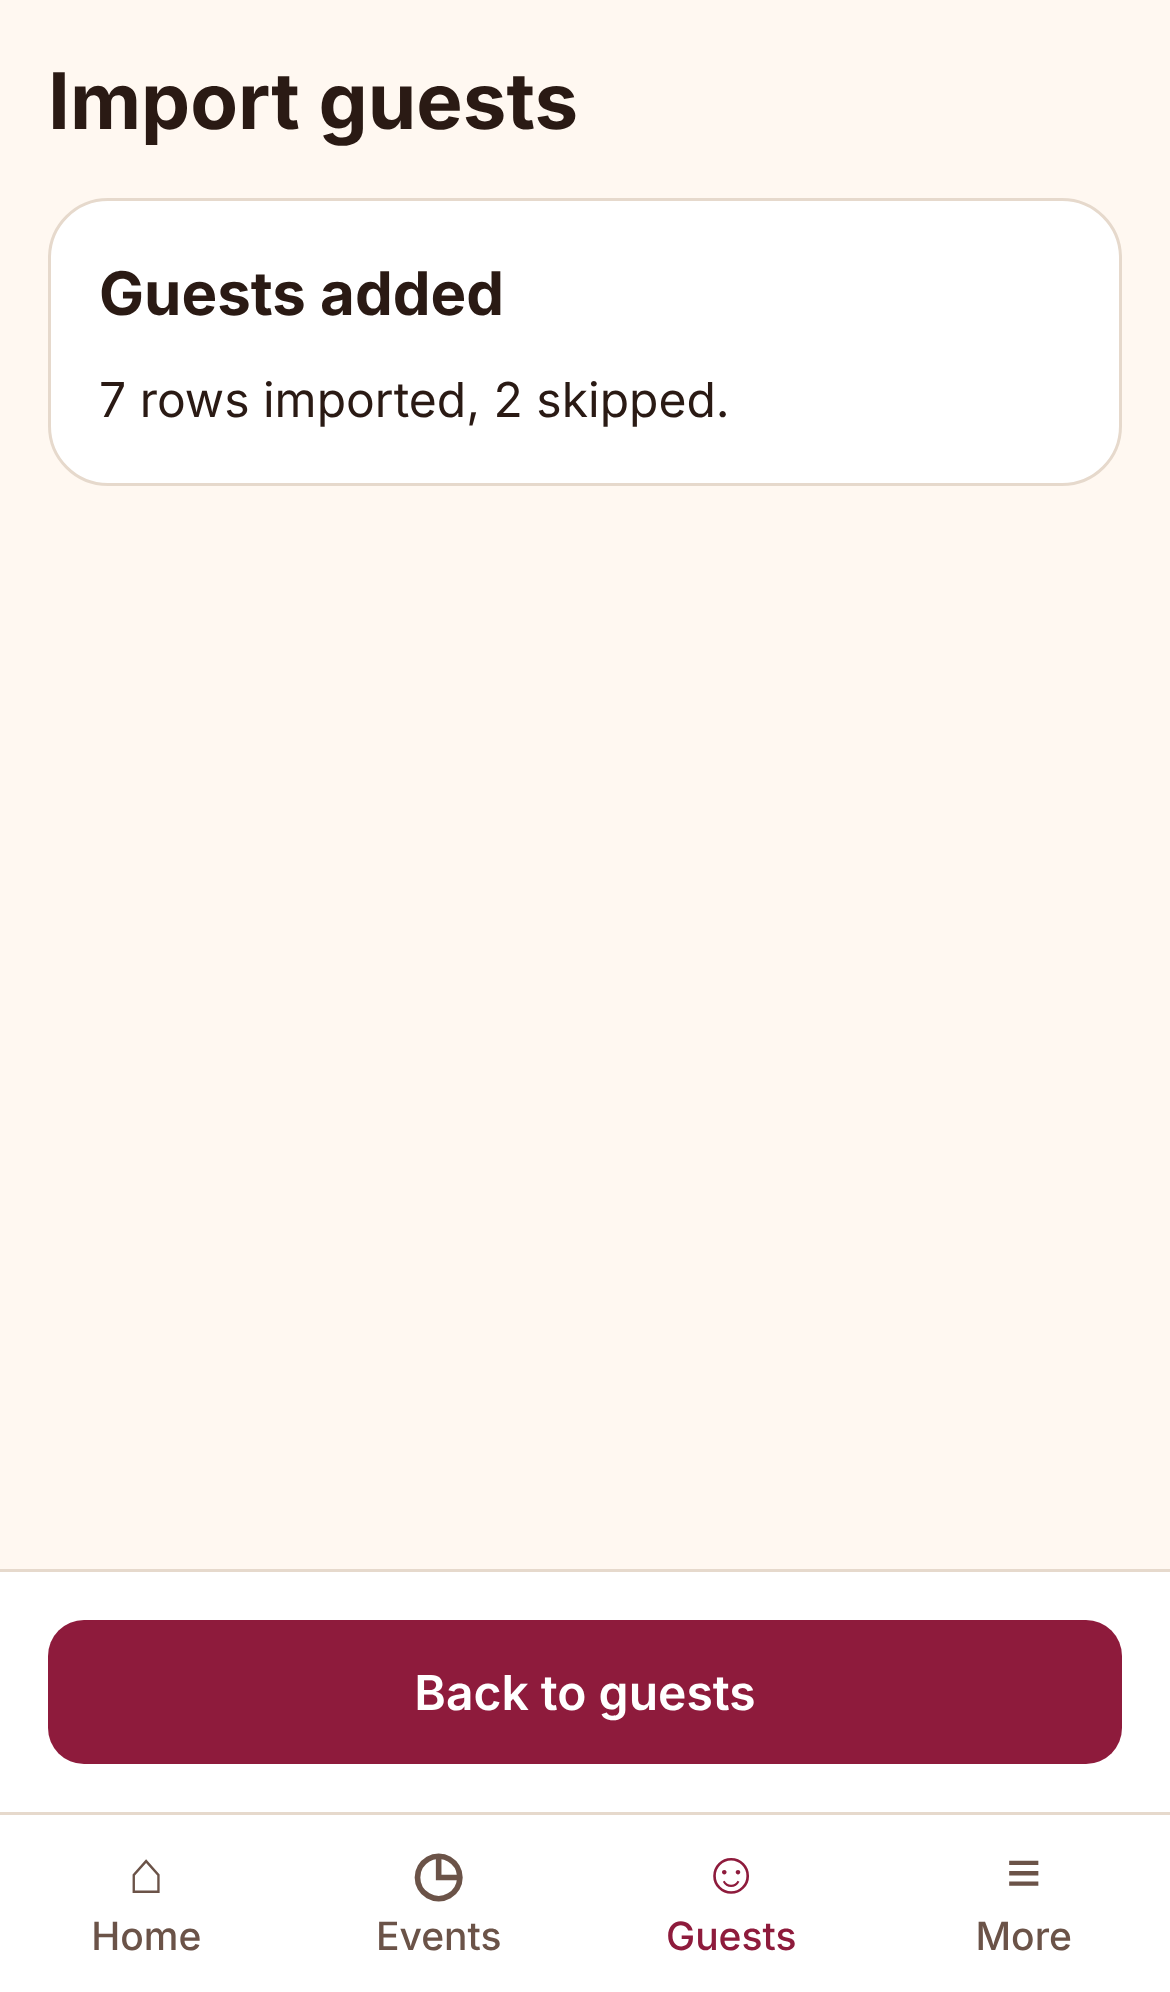 Import guests
Guests added
7 rows imported, 2 skipped.
Back to guests
Home
Events
Guests
More